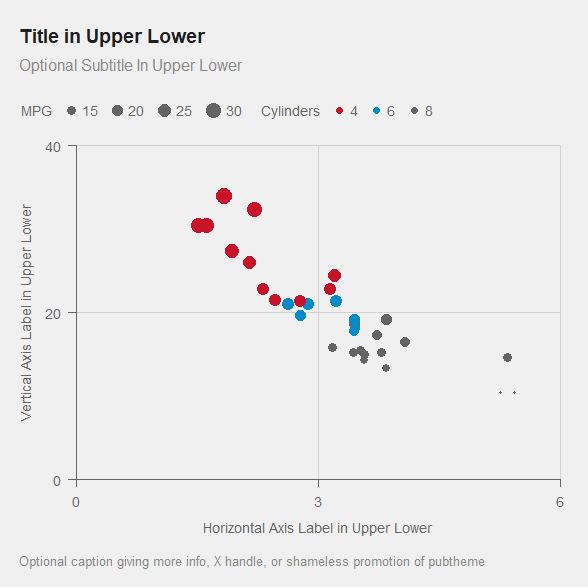 Title in Upper Lower
Optional Subtitle In Upper Lower
MPG 15 20 25 30 Cylinders 4 6 8
40
20
0
Vertical Axis Label in Upper Lower
0 3 6
Horizontal Axis Label in Upper Lower
Optional caption giving more info, X handle, or shameless promotion of pubtheme